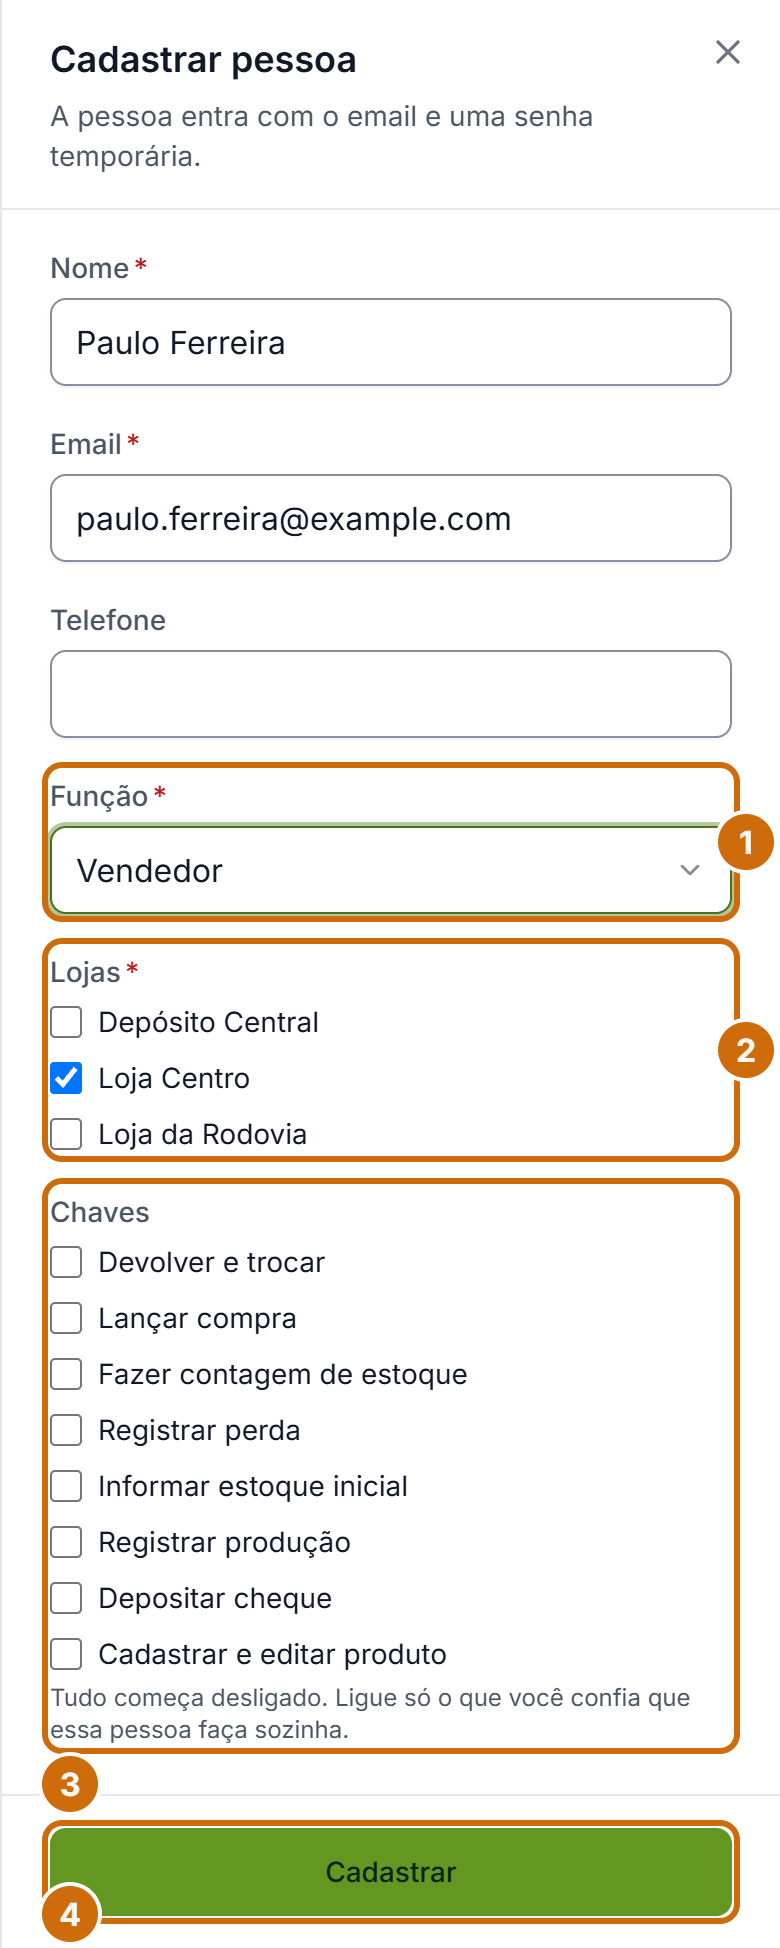 Cadastrar pessoa
A pessoa entra com o email e uma senha
temporária.
Nome *
Paulo Ferreira
Email *
paulo.ferreira@example.com
Telefone
Função *
Vendedor
1
Lojas *
Depósito Central
Loja Centro
Loja da Rodovia
2
Chaves
Devolver e trocar
Lançar compra
Fazer contagem de estoque
Registrar perda
Informar estoque inicial
Registrar produção
Depositar cheque
Cadastrar e editar produto
Tudo começa desligado. Ligue só o que você confia que
essa pessoa faça sozinha.
3
Cadastrar
4